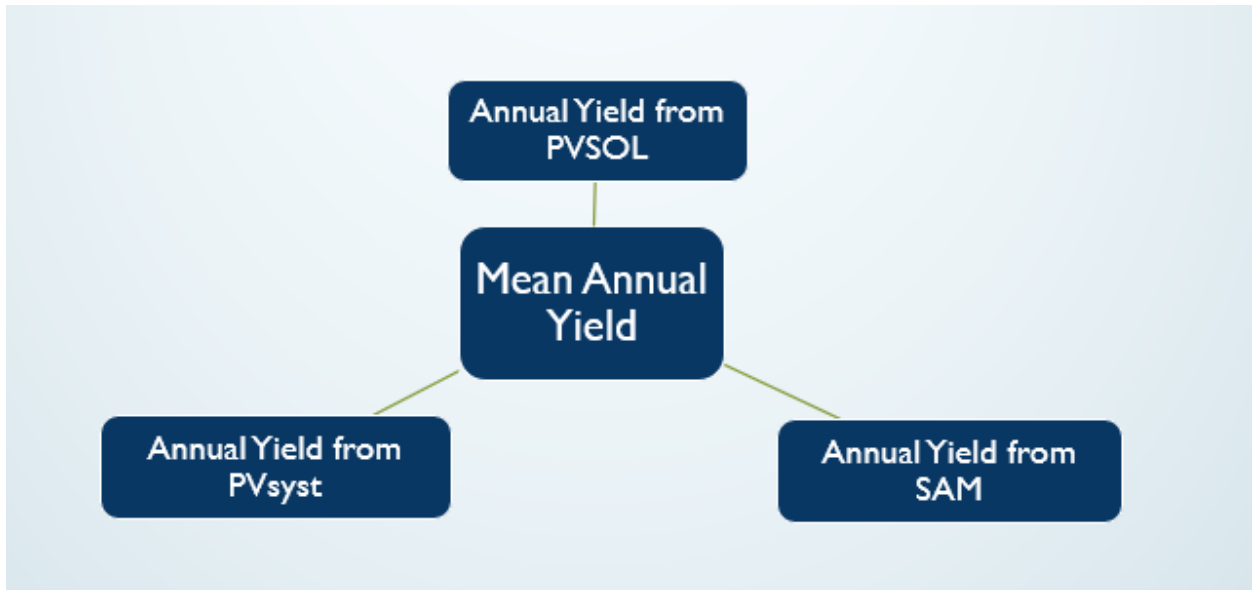 Annual Yield from
PVSOL
Mean Annual
Yield
Annual Yield from
PVsyst
Annual Yield from
SAM